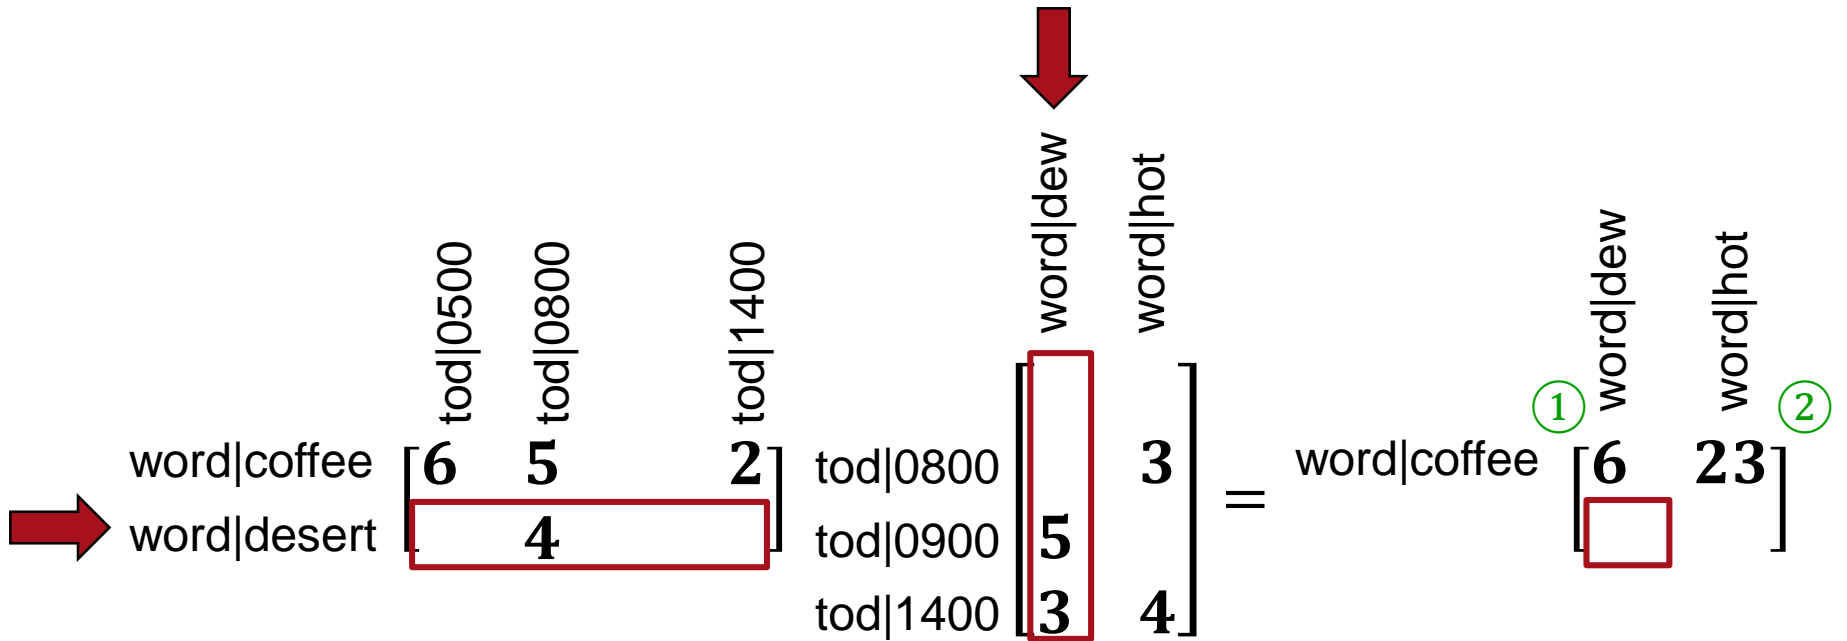 word|dew word|hot
tod|0500 tod|0800 tod|1400
word|dew word|hot
① ②
word|coffee [6 5 2] tod|0800 [ 3] = word|coffee [6 23]
word|desert 4 tod|0900 5
tod|1400 3 4